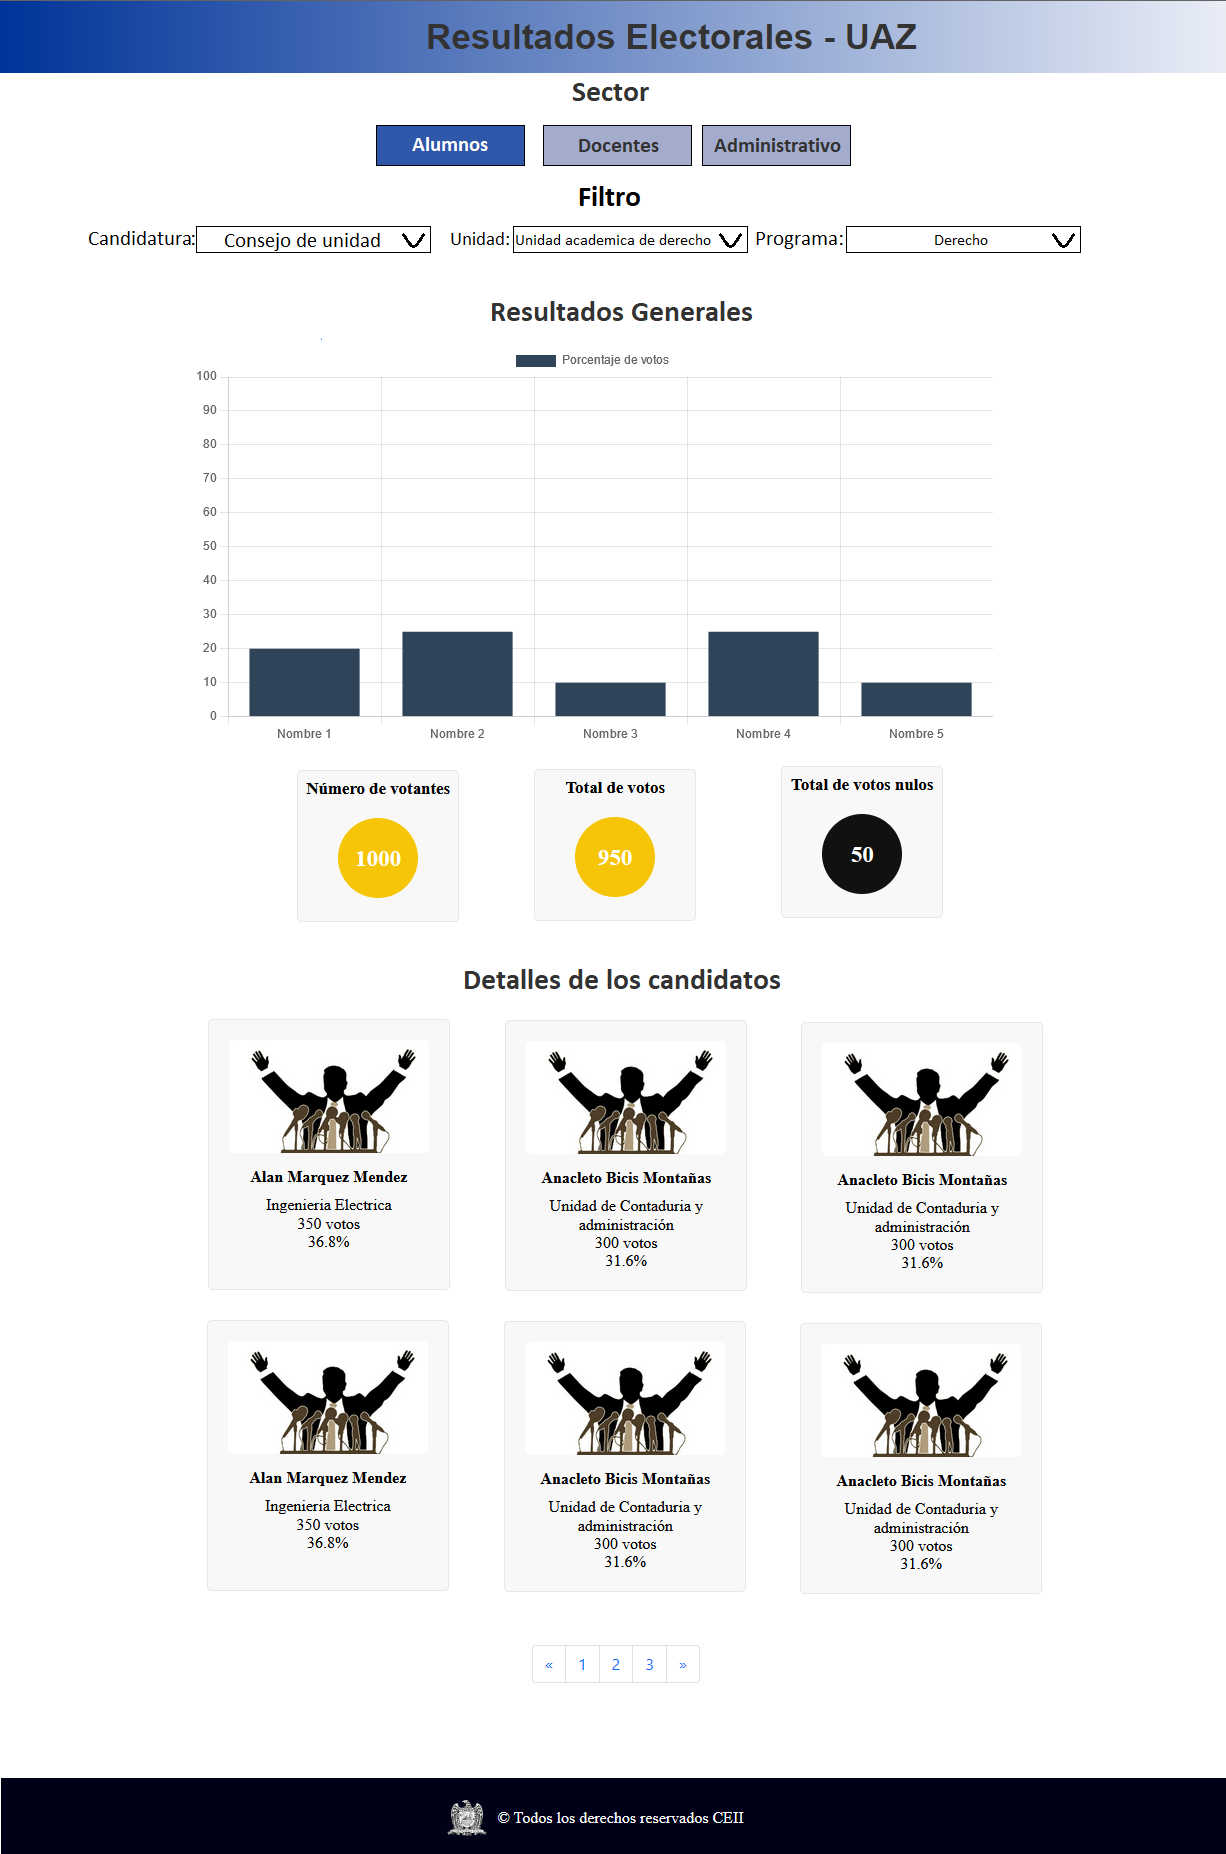 Resultados Electorales - UAZ
Sector
Alumnos
Docentes
Administrativo
Filtro
Candidatura: Consejo de unidad
Unidad: Unidad academica de derecho
Programa: Derecho
Resultados Generales
Porcentaje de votos
100
90
80
70
60
50
40
30
20
10
0
Nombre 1
Nombre 2
Nombre 3
Nombre 4
Nombre 5
Número de votantes
1000
Total de votos
950
Total de votos nulos
50
Detalles de los candidatos
Alan Marquez Mendez
Ingenieria Electrica
350 votos
36.8%
Anacleto Bicis Montañas
Unidad de Contaduria y
administración
300 votos
31.6%
Anacleto Bicis Montañas
Unidad de Contaduria y
administración
300 votos
31.6%
Alan Marquez Mendez
Ingenieria Electrica
350 votos
36.8%
Anacleto Bicis Montañas
Unidad de Contaduria y
administración
300 votos
31.6%
Anacleto Bicis Montañas
Unidad de Contaduria y
administración
300 votos
31.6%
« 1 2 3 »
© Todos los derechos reservados CEII